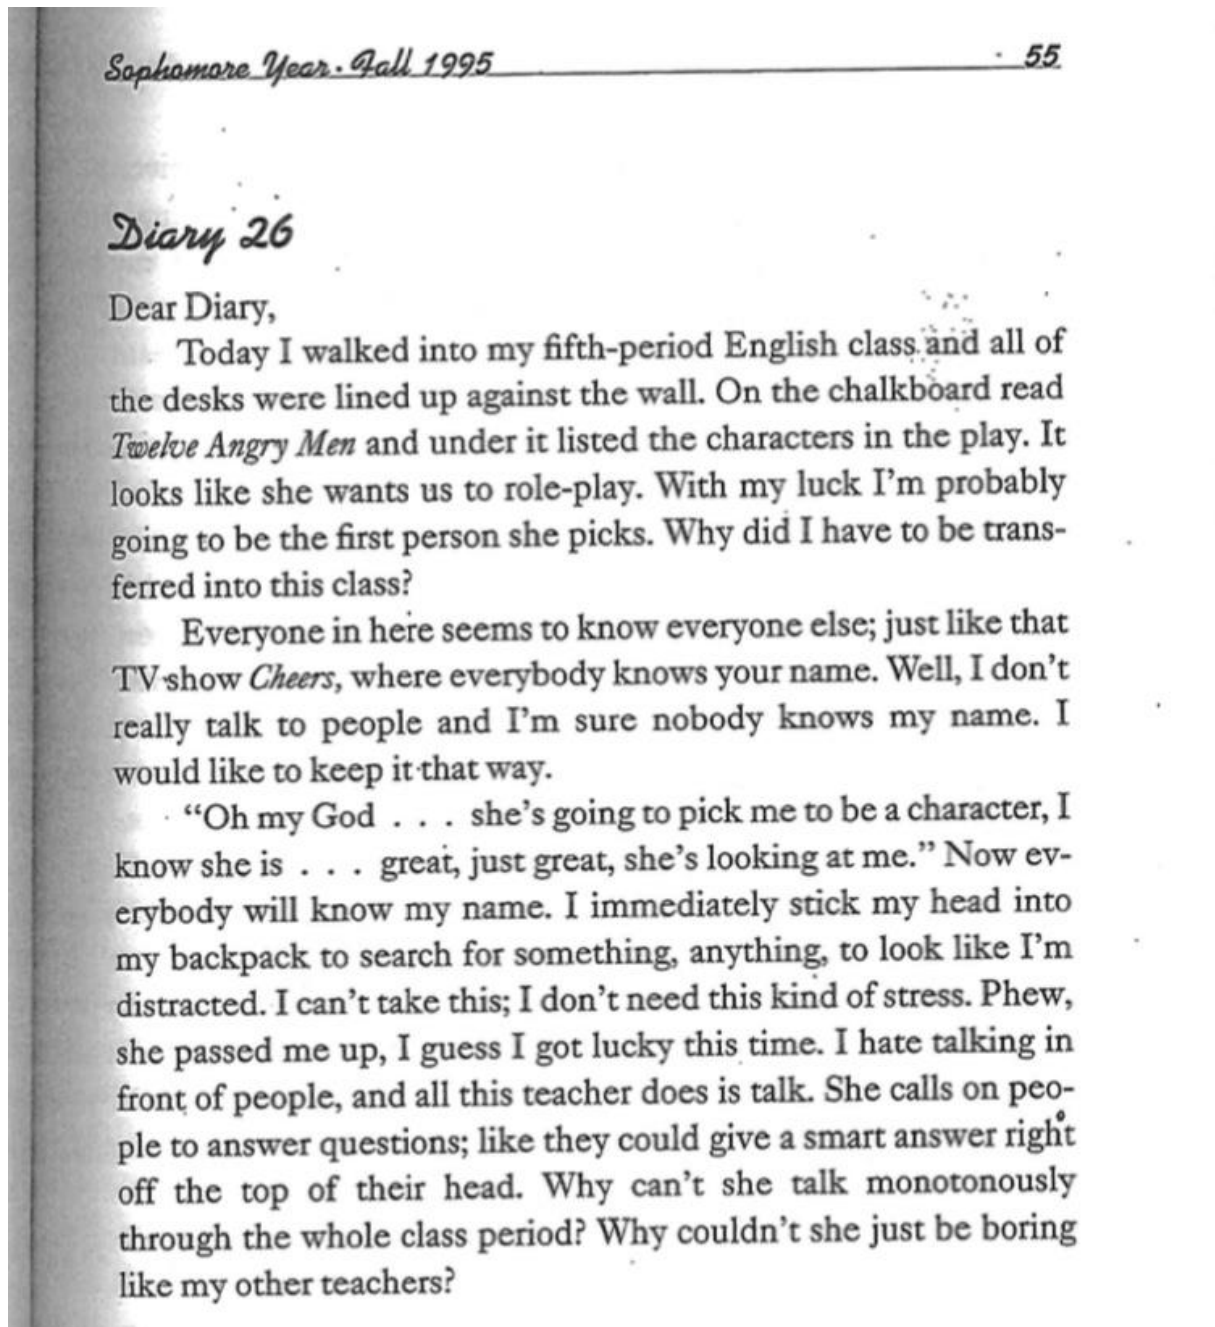 Sophomore Year · Fall 1995 55
Diary 26
Dear Diary,
Today I walked into my fifth-period English class and all of
the desks were lined up against the wall. On the chalkboard read
Twelve Angry Men and under it listed the characters in the play. It
looks like she wants us to role-play. With my luck I'm probably
going to be the first person she picks. Why did I have to be trans-
ferred into this class?
Everyone in here seems to know everyone else; just like that
TV show Cheers, where everybody knows your name. Well, I don't
really talk to people and I'm sure nobody knows my name. I
would like to keep it that way.
“Oh my God . . . she's going to pick me to be a character, I
know she is . . . great, just great, she's looking at me.” Now ev-
erybody will know my name. I immediately stick my head into
my backpack to search for something, anything, to look like I'm
distracted. I can't take this; I don't need this kind of stress. Phew,
she passed me up, I guess I got lucky this time. I hate talking in
front of people, and all this teacher does is talk. She calls on peo-
ple to answer questions; like they could give a smart answer right
off the top of their head. Why can't she talk monotonously
through the whole class period? Why couldn't she just be boring
like my other teachers?